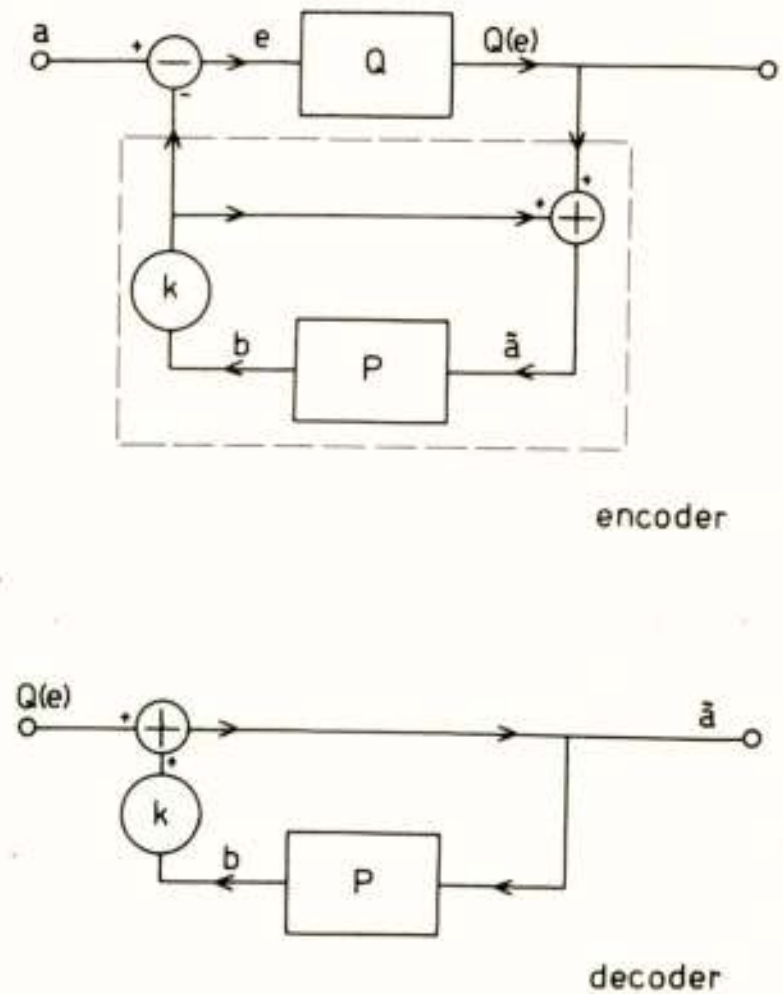 a + − e Q Q(e)
-
+ + +
k
b P ã
encoder
Q(e) + + ã
+
k
b P
decoder